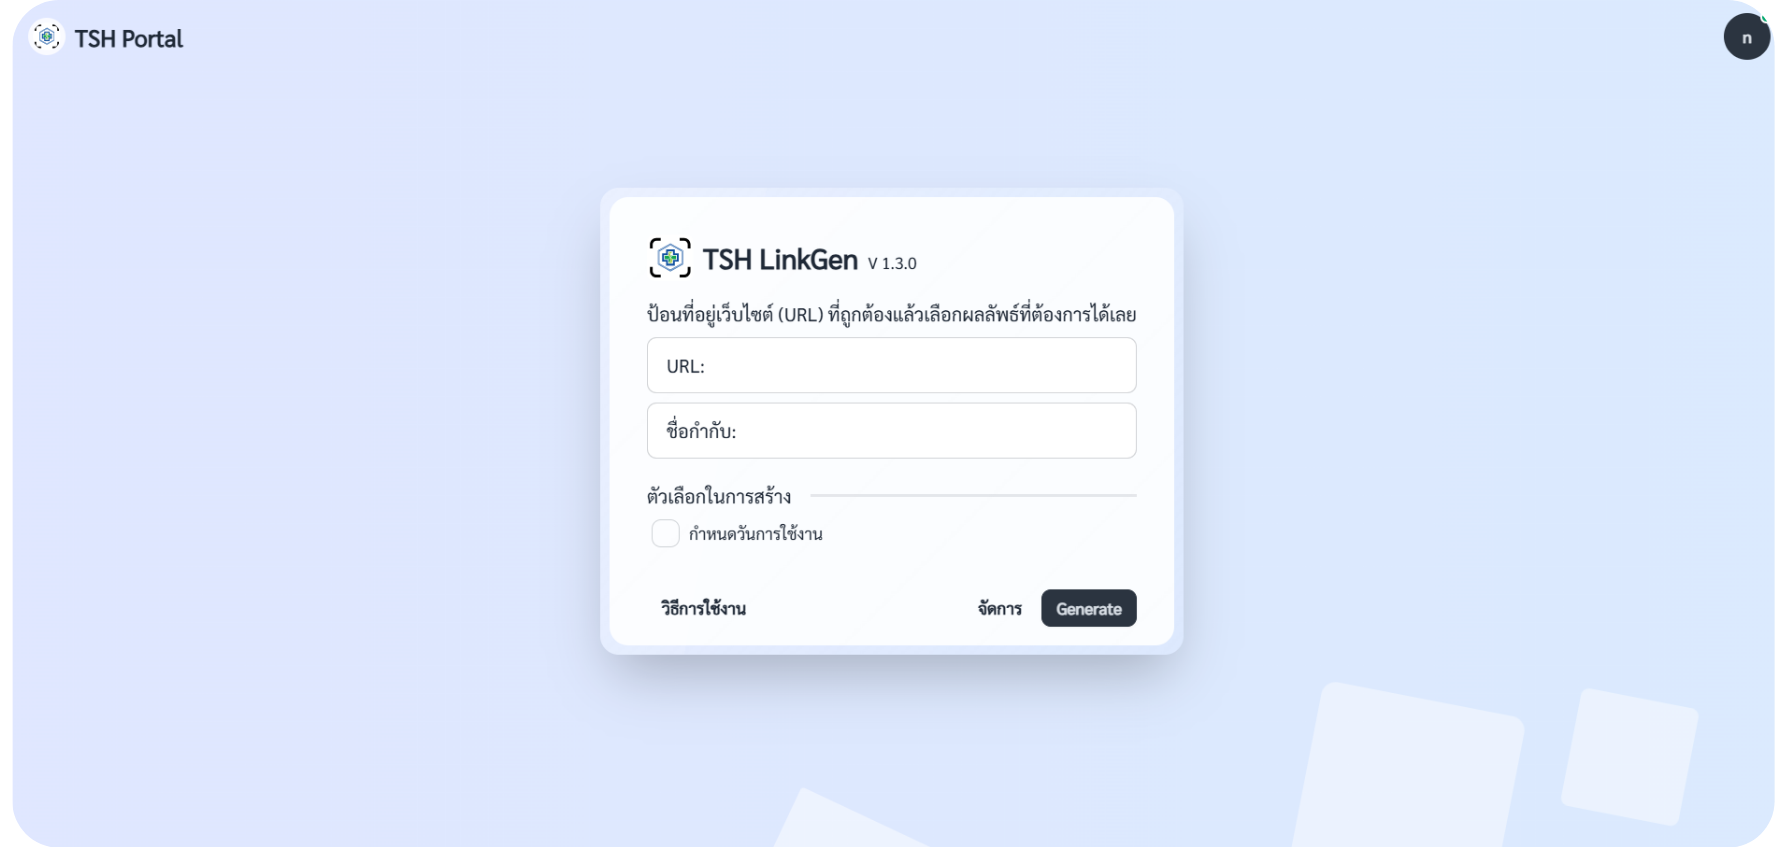 TSH Portal
n
TSH LinkGen V 1.3.0
ป้อนที่อยู่เว็บไซต์ (URL) ที่ถูกต้องแล้วเลือกผลลัพธ์ที่ต้องการได้เลย
URL:
ชื่อกำกับ:
ตัวเลือกในการสร้าง
กำหนดวันการใช้งาน
วิธีการใช้งาน
จัดการ
Generate